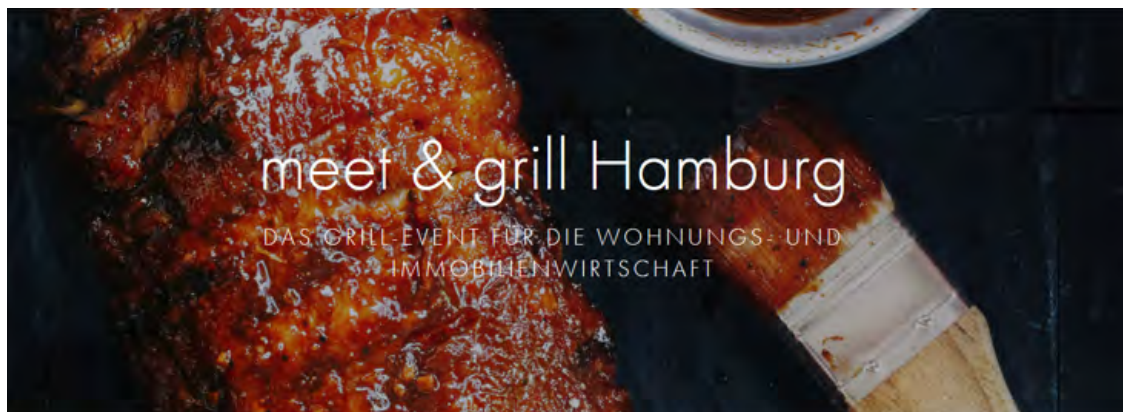 meet & grill Hamburg
DAS GRILL-EVENT FÜR DIE WOHNUNGS- UND
IMMOBILIENWIRTSCHAFT